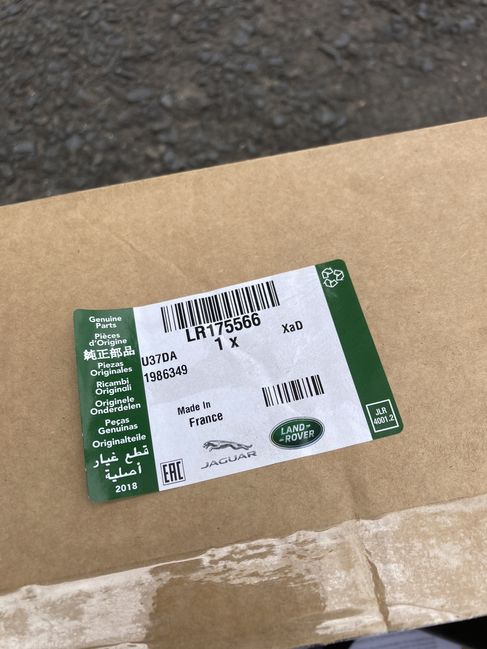 Genuine
Parts
Pièces
d'Origine
純正部品
Piezas
Originales
Ricambi
Originali
Originele
Onderdelen
Peças
Genuinas
Originalteile
قطع غيار
أصلية
2018
LR175566
1 x
XaD
U37DA
1986349
Made In
France
EAC
JAGUAR
LAND-
-ROVER
JLR
4001.2